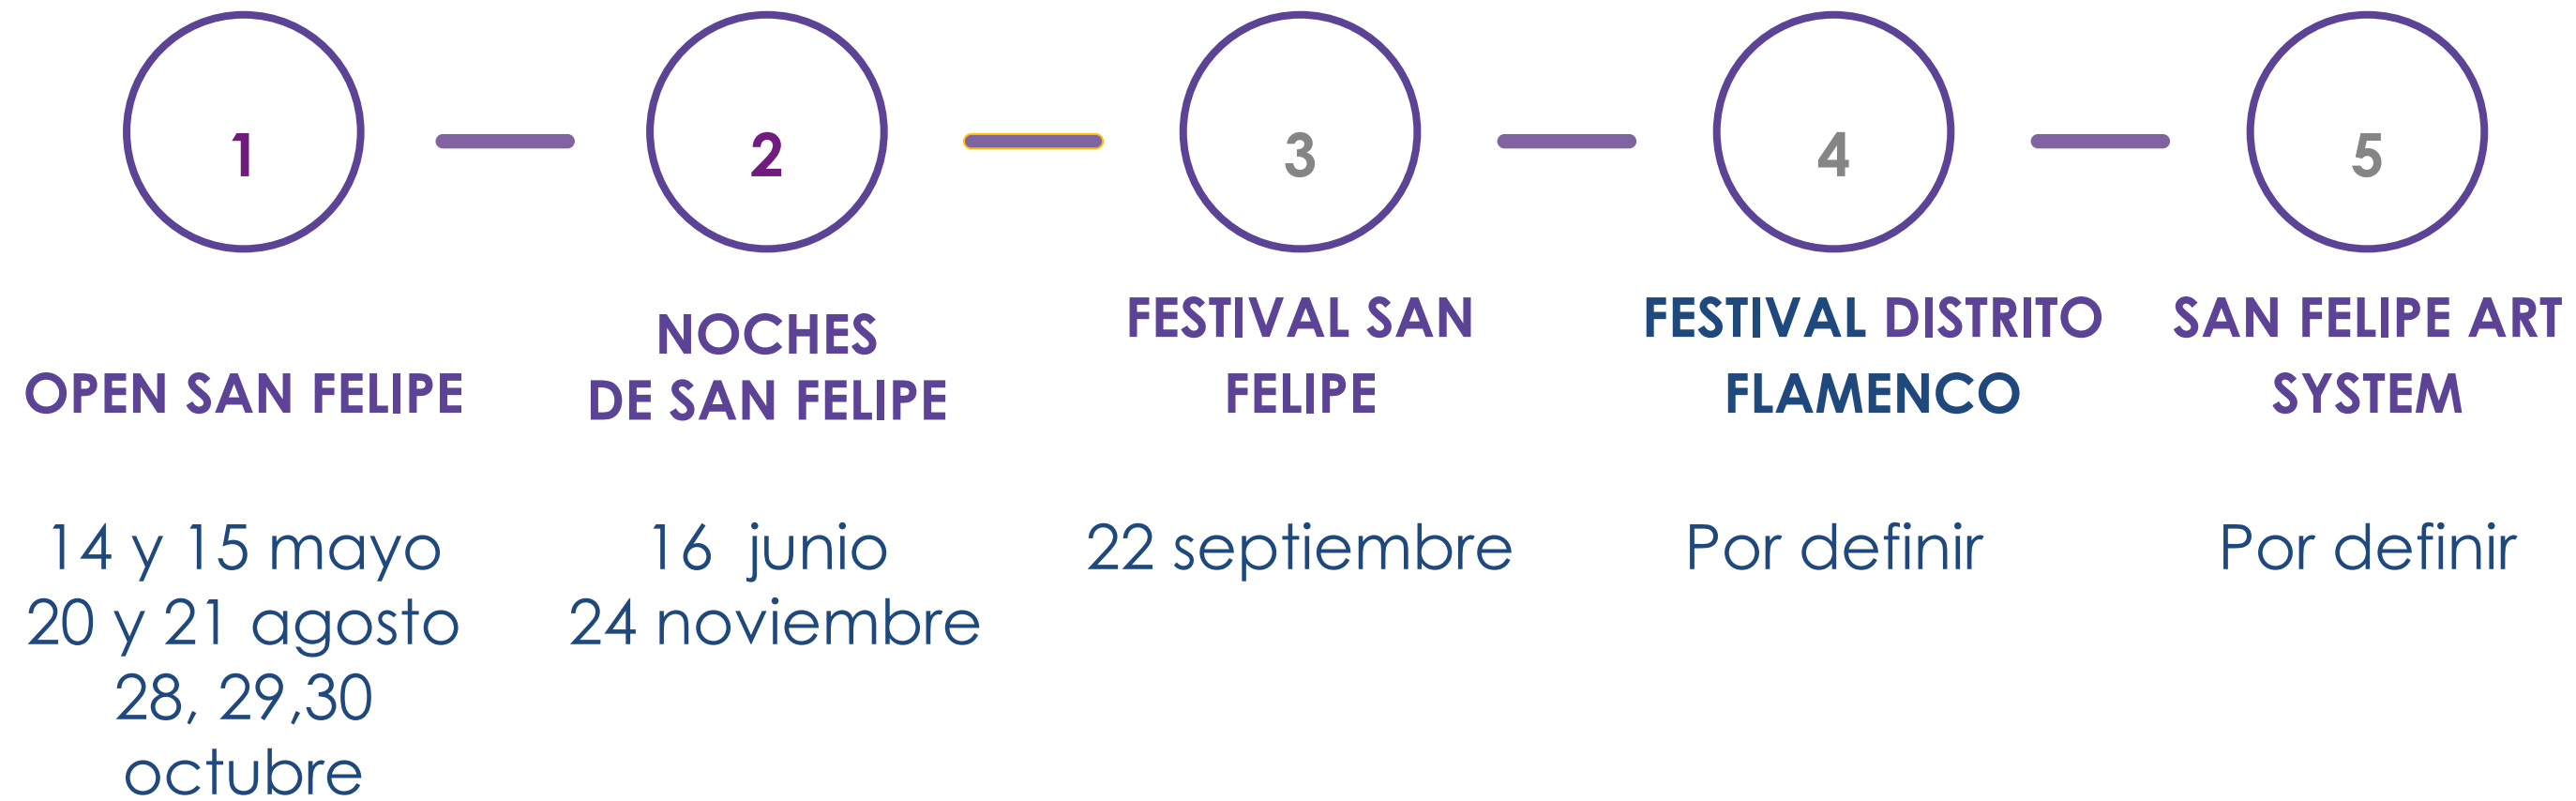 1
OPEN SAN FELIPE
14 y 15 mayo
20 y 21 agosto
28, 29,30
octubre
2
NOCHES
DE SAN FELIPE
16 junio
24 noviembre
3
FESTIVAL SAN
FELIPE
22 septiembre
4
FESTIVAL DISTRITO
FLAMENCO
Por definir
5
SAN FELIPE ART
SYSTEM
Por definir